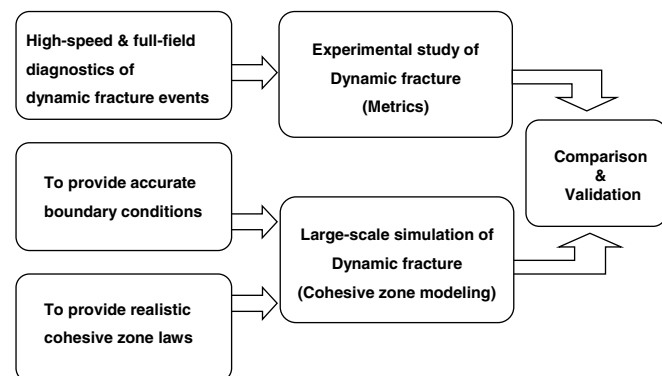 High-speed & full-field
diagnostics of
dynamic fracture events
Experimental study of
Dynamic fracture
(Metrics)
Comparison
&
Validation
To provide accurate
boundary conditions
Large-scale simulation of
Dynamic fracture
(Cohesive zone modeling)
To provide realistic
cohesive zone laws